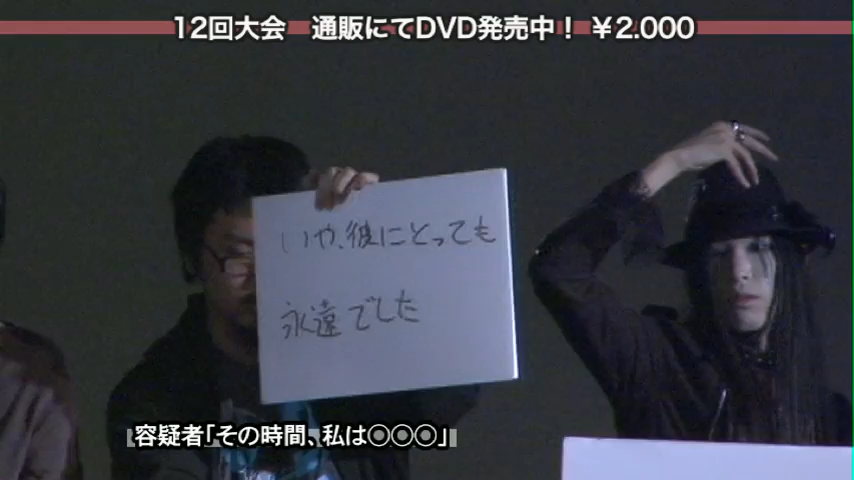 12回大会　通販にてDVD発売中！ ￥2.000
いや、彼にとっても
永遠でした
容疑者｢その時間、私は○○○｣